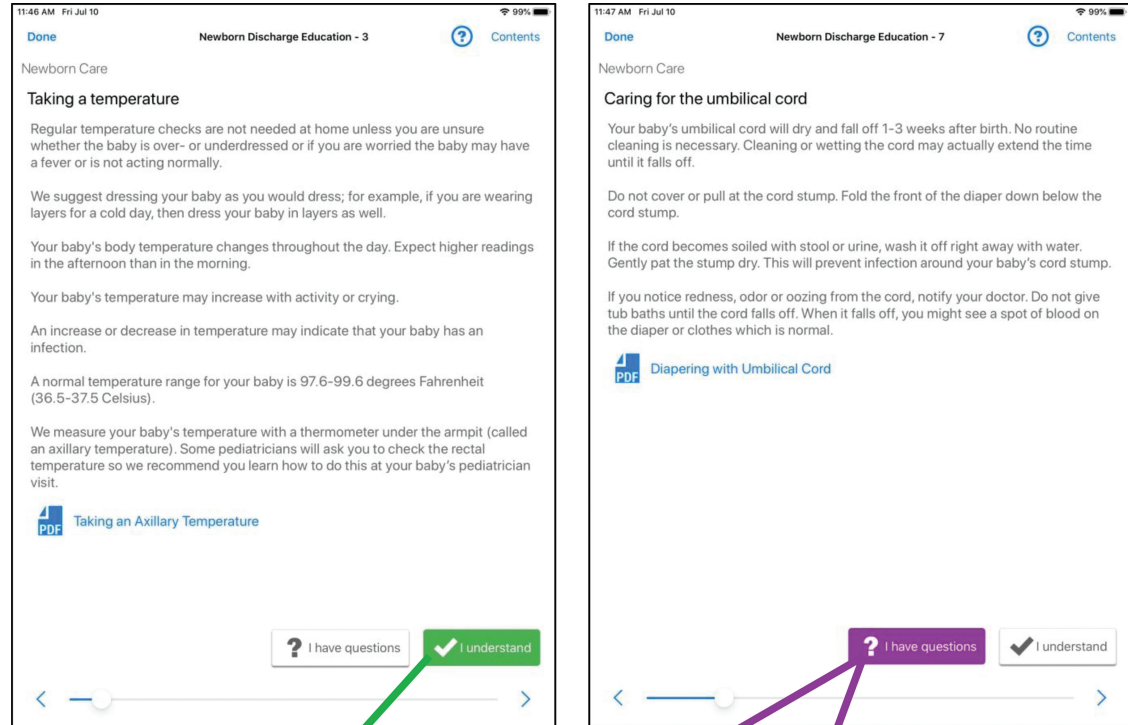 11:46 AM Fri Jul 10
99%
Done
Newborn Discharge Education - 3
?
Contents
Newborn Care
Taking a temperature
Regular temperature checks are not needed at home unless you are unsure
whether the baby is over- or underdressed or if you are worried the baby may have
a fever or is not acting normally.
We suggest dressing your baby as you would dress; for example, if you are wearing
layers for a cold day, then dress your baby in layers as well.
Your baby's body temperature changes throughout the day. Expect higher readings
in the afternoon than in the morning.
Your baby's temperature may increase with activity or crying.
An increase or decrease in temperature may indicate that your baby has an
infection.
A normal temperature range for your baby is 97.6-99.6 degrees Fahrenheit
(36.5-37.5 Celsius).
We measure your baby's temperature with a thermometer under the armpit (called
an axillary temperature). Some pediatricians will ask you to check the rectal
temperature so we recommend you learn how to do this at your baby's pediatrician
visit.
PDF
Taking an Axillary Temperature
? I have questions
I understand
11:47 AM Fri Jul 10
99%
Done
Newborn Discharge Education - 7
?
Contents
Newborn Care
Caring for the umbilical cord
Your baby's umbilical cord will dry and fall off 1-3 weeks after birth. No routine
cleaning is necessary. Cleaning or wetting the cord may actually extend the time
until it falls off.
Do not cover or pull at the cord stump. Fold the front of the diaper down below the
cord stump.
If the cord becomes soiled with stool or urine, wash it off right away with water.
Gently pat the stump dry. This will prevent infection around your baby's cord stump.
If you notice redness, odor or oozing from the cord, notify your doctor. Do not give
tub baths until the cord falls off. When it falls off, you might see a spot of blood on
the diaper or clothes which is normal.
PDF
Diapering with Umbilical Cord
? I have questions
I understand